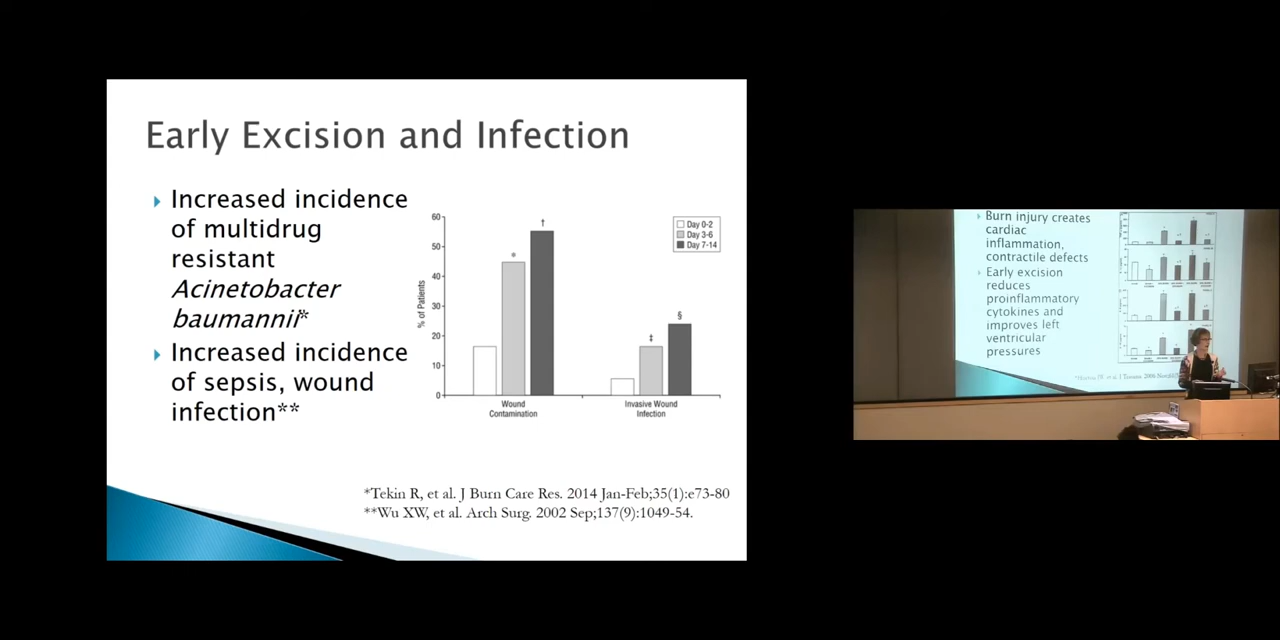 Early Excision and Infection
Increased incidence
of multidrug
resistant
Acinetobacter
baumannii*
Increased incidence
of sepsis, wound
infection**
60
50
40
30
20
10
0
% of Patients
*
†
‡
§
Day 0-2
Day 3-6
Day 7-14
Wound
Contamination
Invasive Wound
Infection
*Tekin R, et al. J Burn Care Res. 2014 Jan-Feb;35(1):e73-80
**Wu XW, et al. Arch Surg. 2002 Sep;137(9):1049-54.
Burn injury creates
cardiac
inflammation,
contractile defects
Early excision
reduces
proinflammatory
cytokines and
improves left
ventricular
pressures